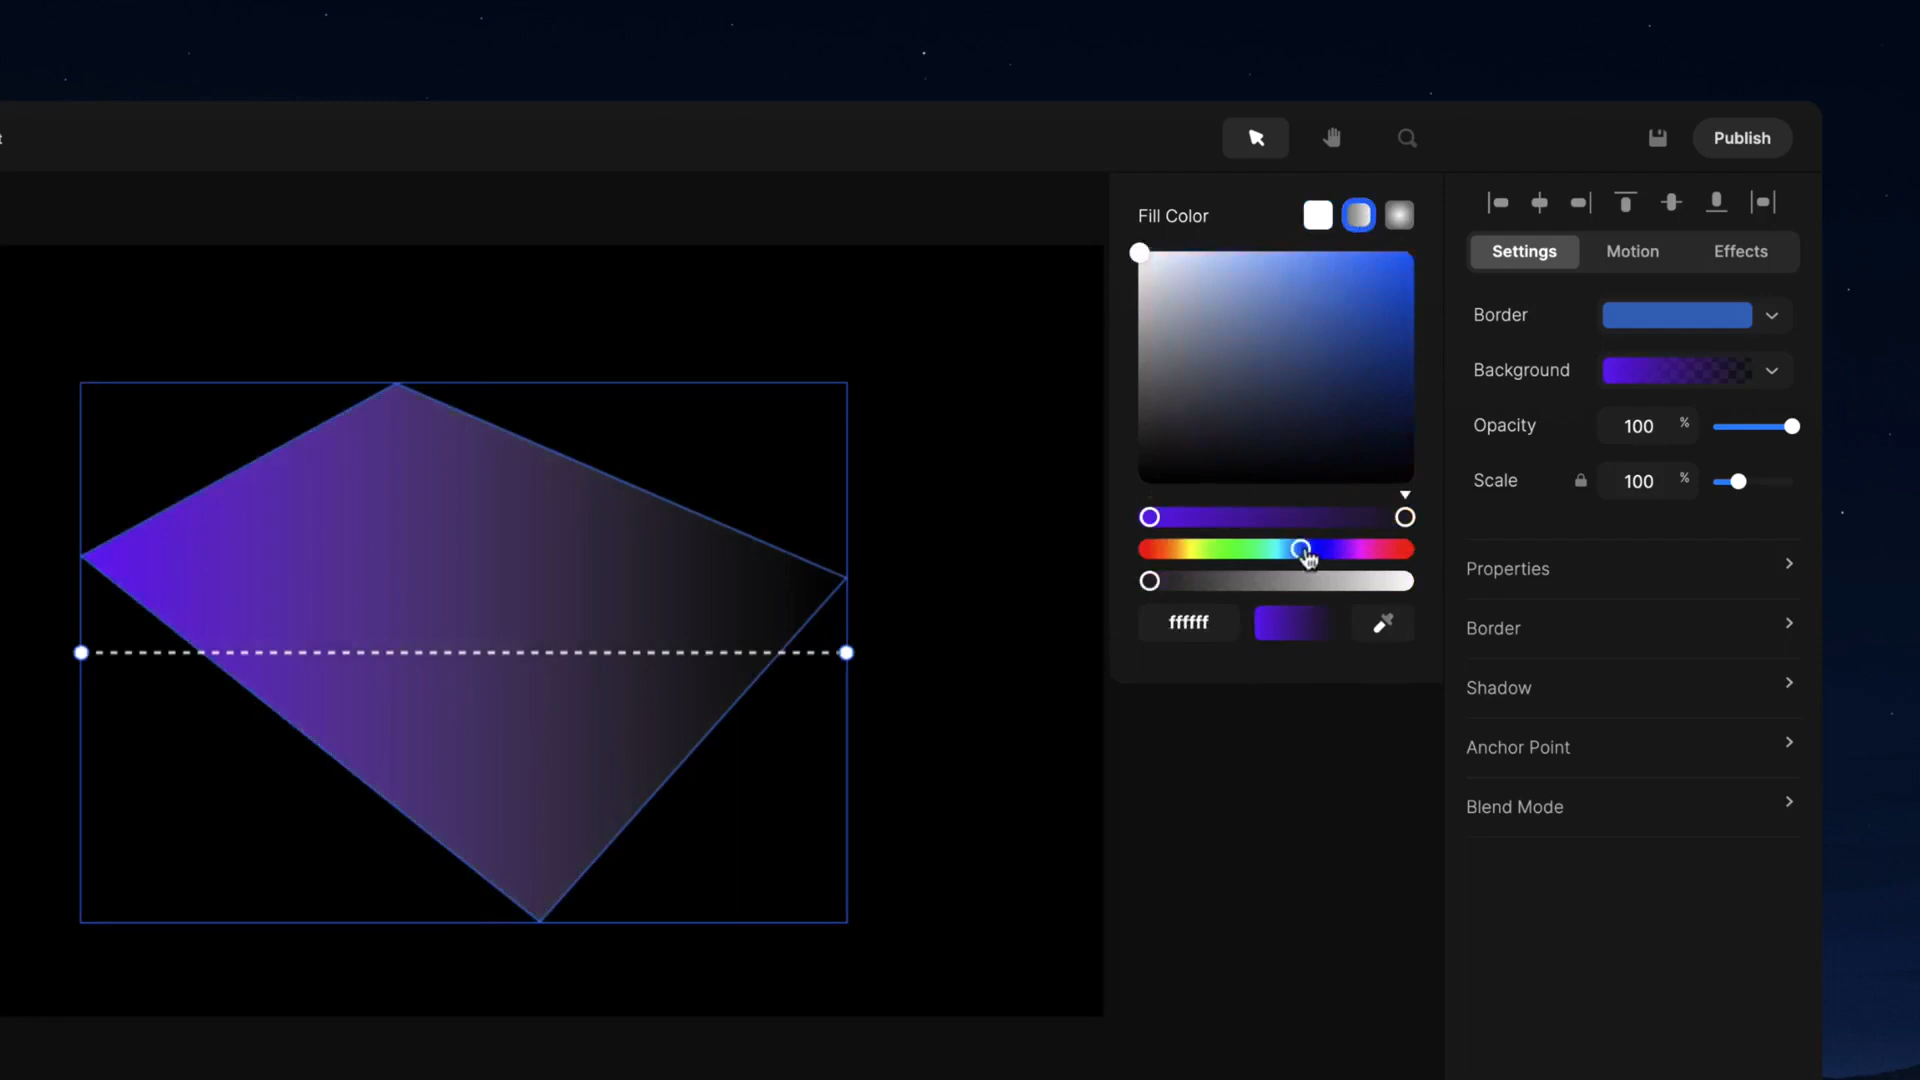 t
Publish
Fill Color
Settings Motion Effects
Border
Background
Opacity 100 %
Scale 100 %
ffffff
Properties
Border
Shadow
Anchor Point
Blend Mode